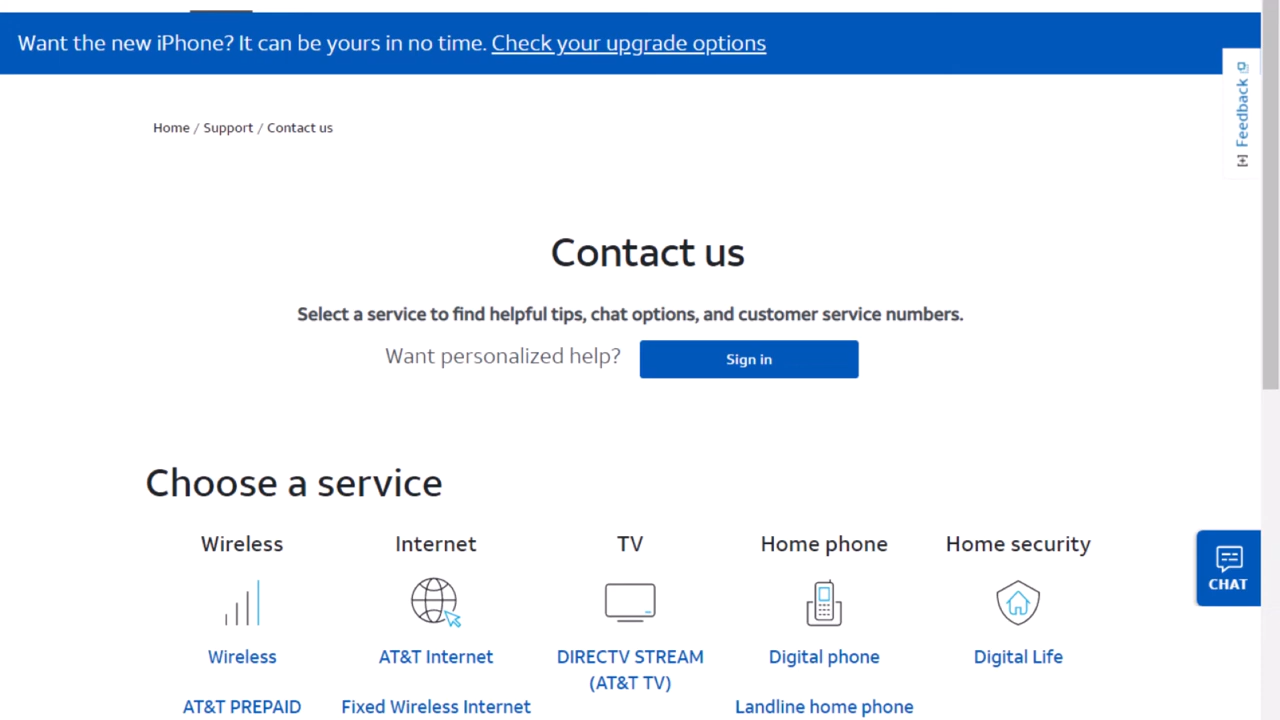 Want the new iPhone? It can be yours in no time. Check your upgrade options
[+] Feedback
Home / Support / Contact us
Contact us
Select a service to find helpful tips, chat options, and customer service numbers.
Want personalized help? Sign in
Choose a service
Wireless Internet TV Home phone Home security
CHAT
Wireless AT&T Internet DIRECTV STREAM Digital phone Digital Life
(AT&T TV)
AT&T PREPAID Fixed Wireless Internet Landline home phone